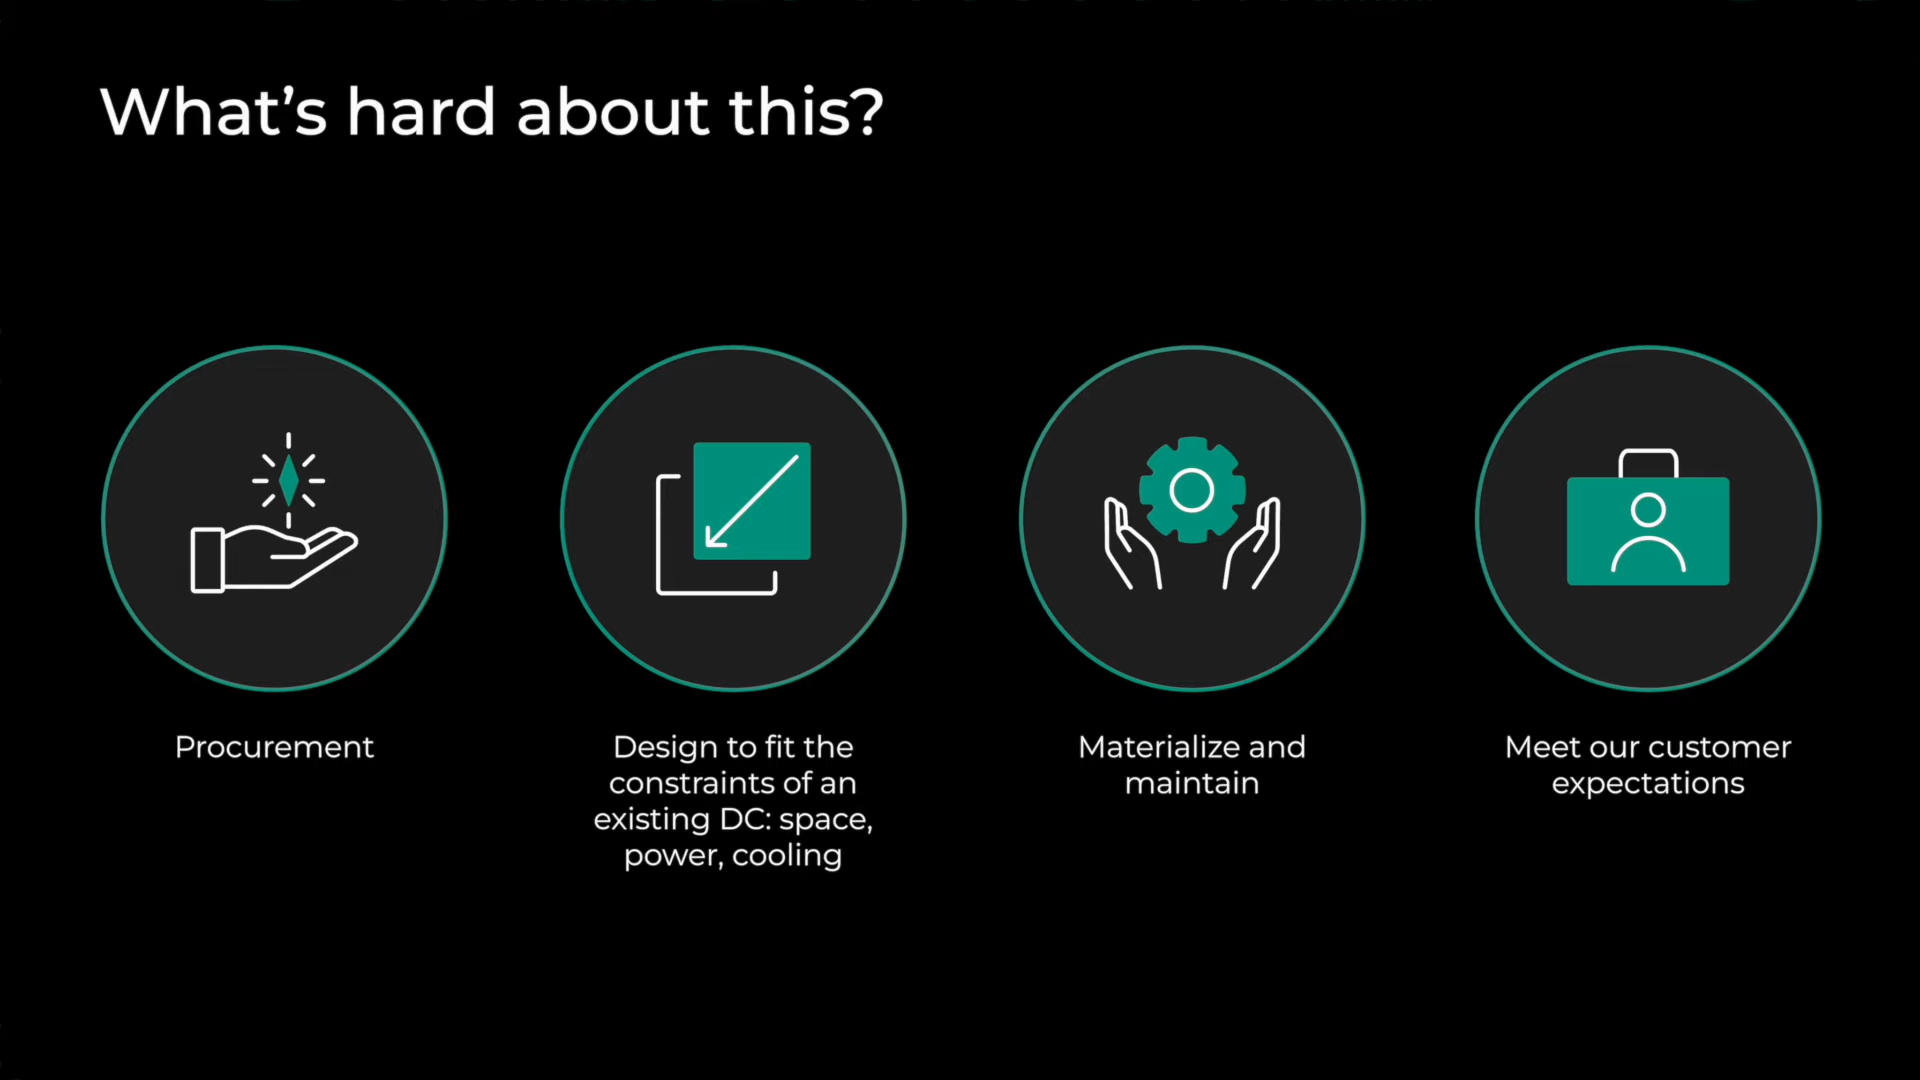 What’s hard about this?
Procurement
Design to fit the
constraints of an
existing DC: space,
power, cooling
Materialize and
maintain
Meet our customer
expectations